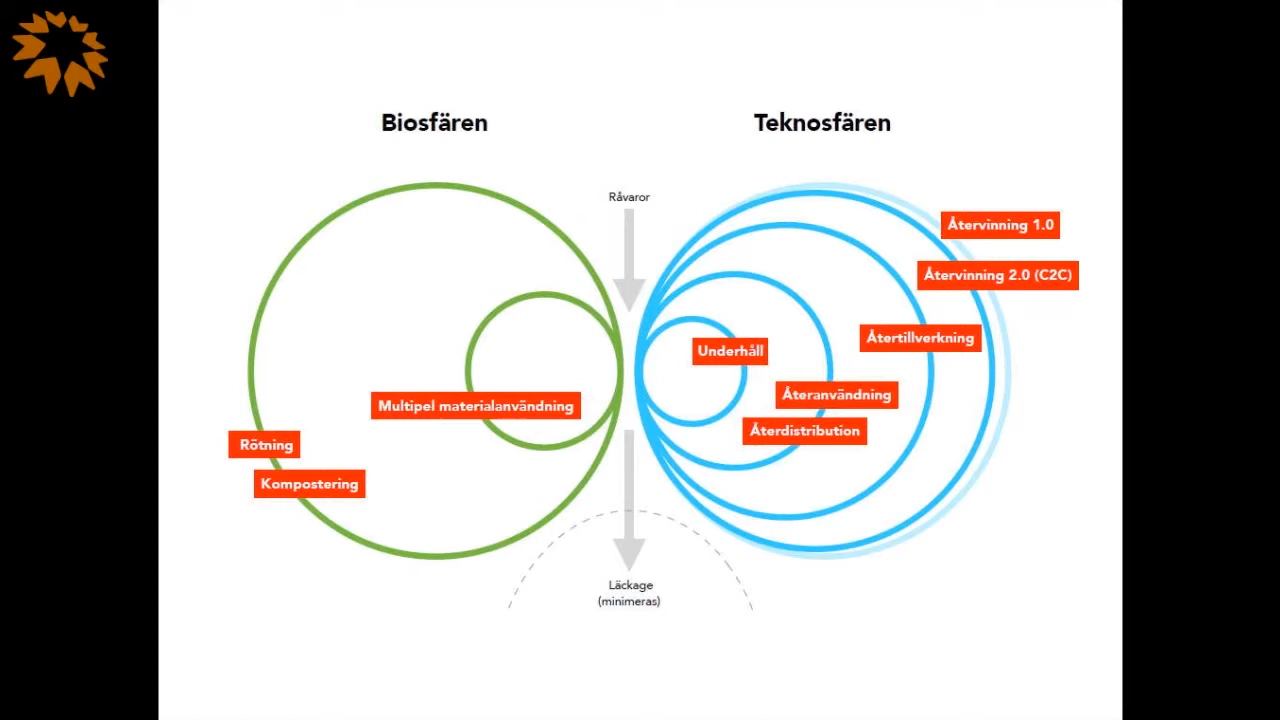 Biosfären
Teknosfären
Råvaror
Återvinning 1.0
Återvinning 2.0 (C2C)
Återtillverkning
Underhåll
Återanvändning
Återdistribution
Multipel materialanvändning
Rötning
Kompostering
Läckage
(minimeras)